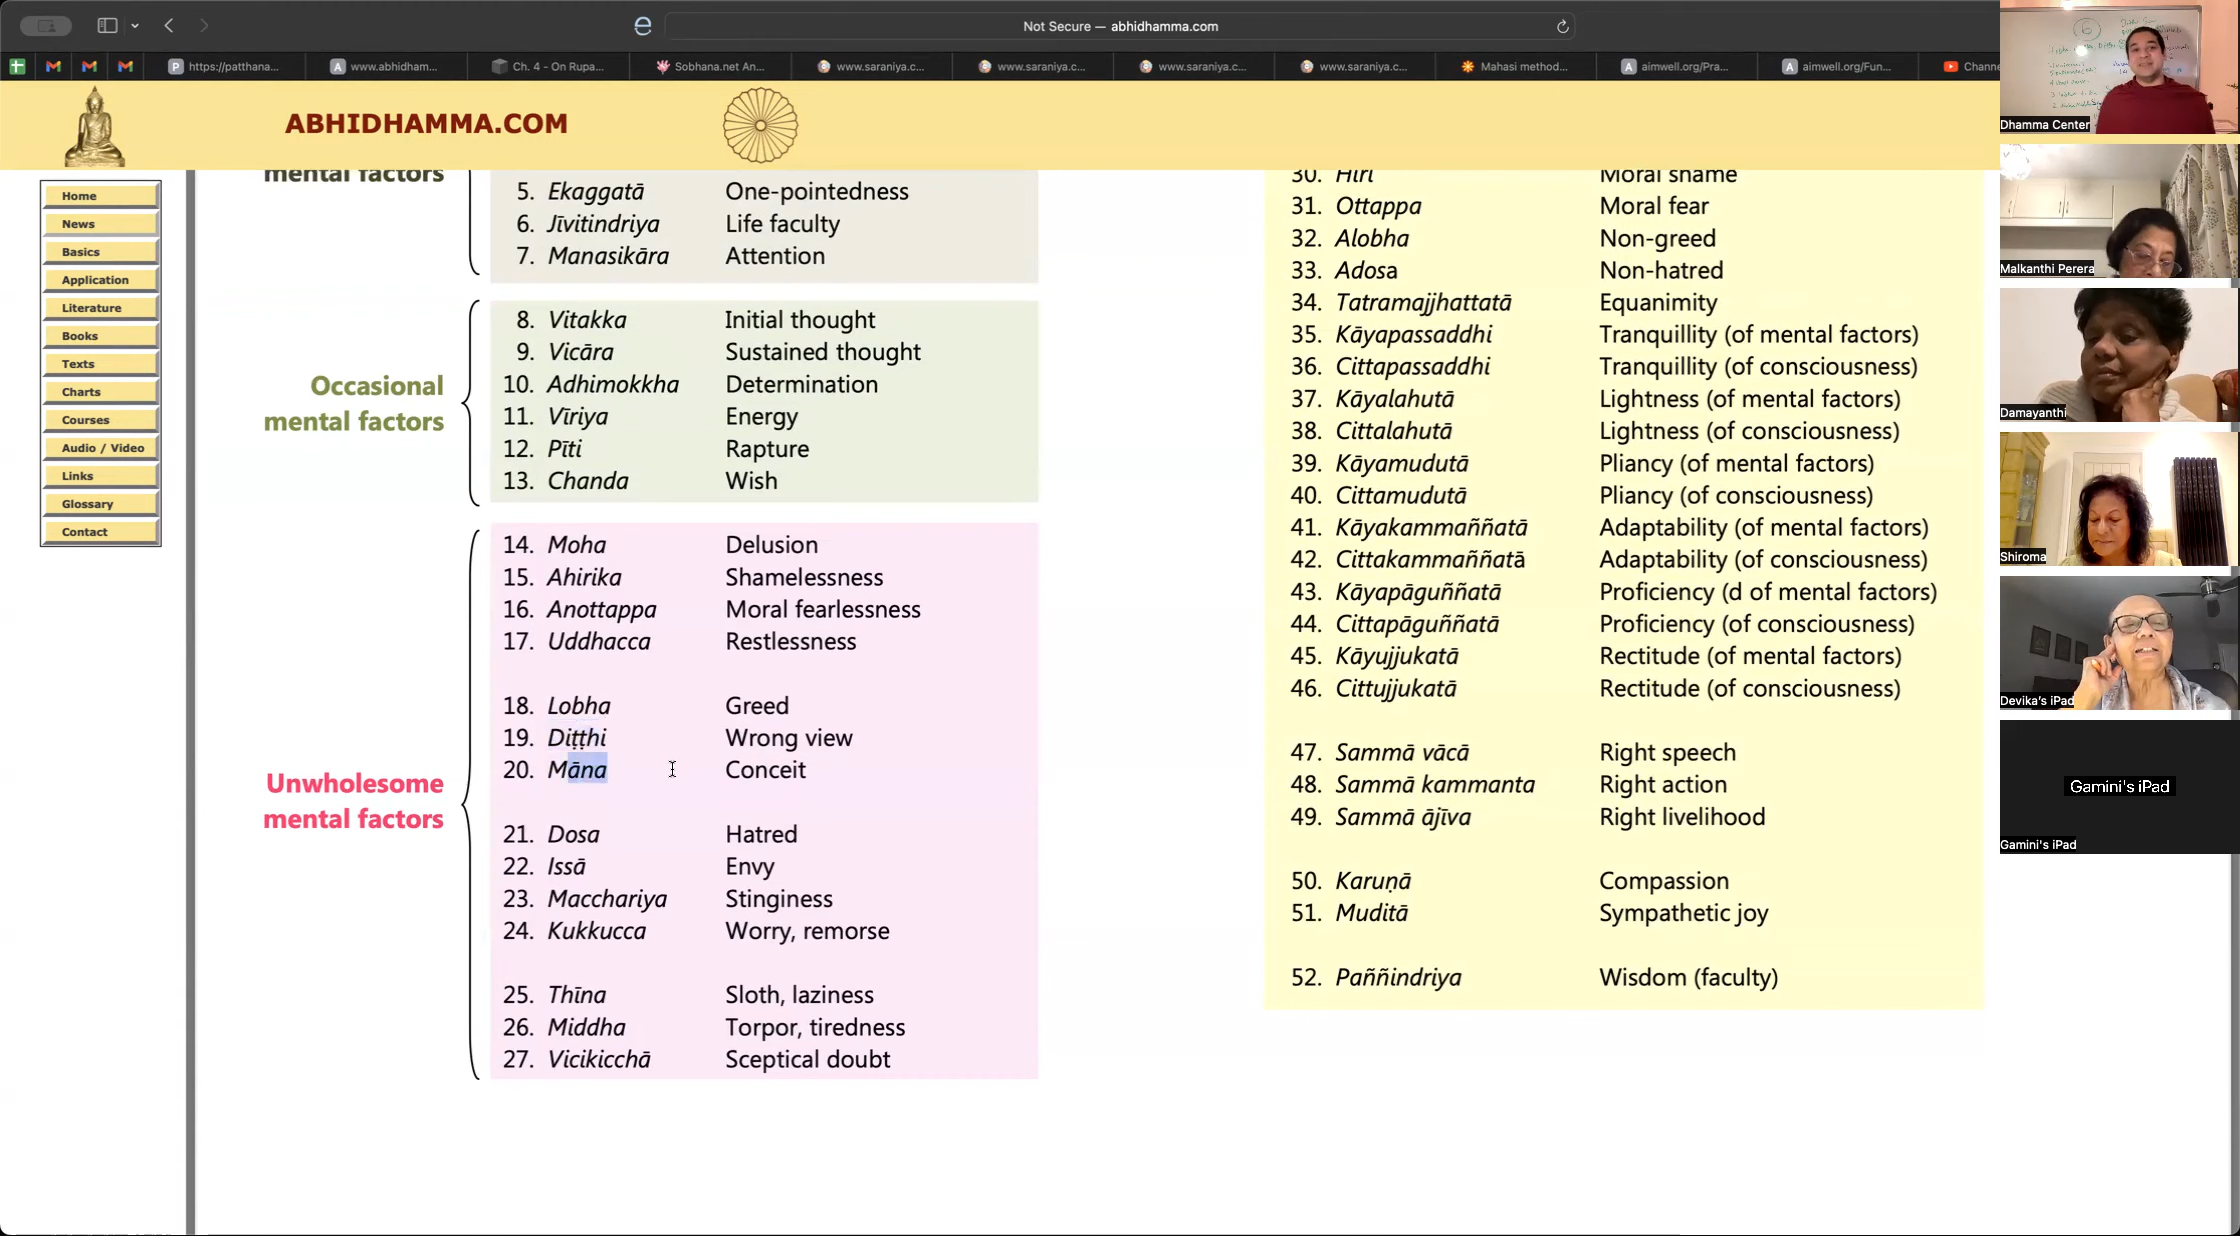 Not Secure — abhidhamma.com
https://patthana...
www.abhidham...
Ch. 4 - On Rupa...
Sobhana.net An...
www.saraniya.c...
www.saraniya.c...
www.saraniya.c...
www.saraniya.c...
Mahasi method...
aimwell.org/Pra...
aimwell.org/Fun...
Channe
ABHIDHAMMA.COM
Home
News
Basics
Application
Literature
Books
Texts
Charts
Courses
Audio / Video
Links
Glossary
Contact
mental factors
5. Ekaggatā One-pointedness
6. Jīvitindriya Life faculty
7. Manasikāra Attention
Occasional
mental factors
8. Vitakka Initial thought
9. Vicāra Sustained thought
10. Adhimokkha Determination
11. Vīriya Energy
12. Pīti Rapture
13. Chanda Wish
Unwholesome
mental factors
14. Moha Delusion
15. Ahirika Shamelessness
16. Anottappa Moral fearlessness
17. Uddhacca Restlessness
18. Lobha Greed
19. Diṭṭhi Wrong view
20. Māna Conceit
21. Dosa Hatred
22. Issā Envy
23. Macchariya Stinginess
24. Kukkucca Worry, remorse
25. Thīna Sloth, laziness
26. Middha Torpor, tiredness
27. Vicikicchā Sceptical doubt
30. Hiri Moral shame
31. Ottappa Moral fear
32. Alobha Non-greed
33. Adosa Non-hatred
34. Tatramajjhattatā Equanimity
35. Kāyapassaddhi Tranquillity (of mental factors)
36. Cittapassaddhi Tranquillity (of consciousness)
37. Kāyalahutā Lightness (of mental factors)
38. Cittalahutā Lightness (of consciousness)
39. Kāyamudutā Pliancy (of mental factors)
40. Cittamudutā Pliancy (of consciousness)
41. Kāyakammaññatā Adaptability (of mental factors)
42. Cittakammaññatā Adaptability (of consciousness)
43. Kāyapāguññatā Proficiency (d of mental factors)
44. Cittapāguññatā Proficiency (of consciousness)
45. Kāyujjukatā Rectitude (of mental factors)
46. Cittujjukatā Rectitude (of consciousness)
47. Sammā vācā Right speech
48. Sammā kammanta Right action
49. Sammā ājīva Right livelihood
50. Karuṇā Compassion
51. Muditā Sympathetic joy
52. Paññindriya Wisdom (faculty)
Dhamma Center
Malkanthi Perera
Damayanthi
Shiroma
Devika's iPad
Gamini's iPad
Gamini's iPad